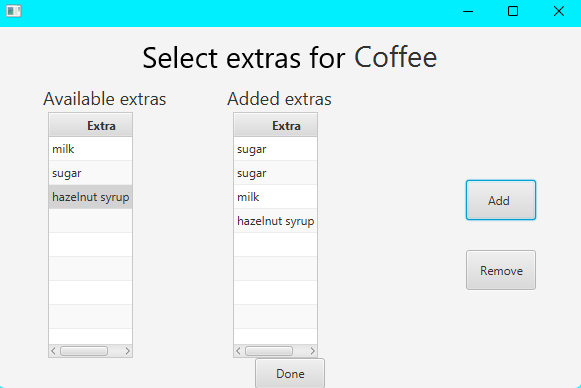 Select extras for Coffee
Available extras
Added extras
Extra
milk
sugar
hazelnut syrup
Extra
sugar
sugar
milk
hazelnut syrup
Add
Remove
Done